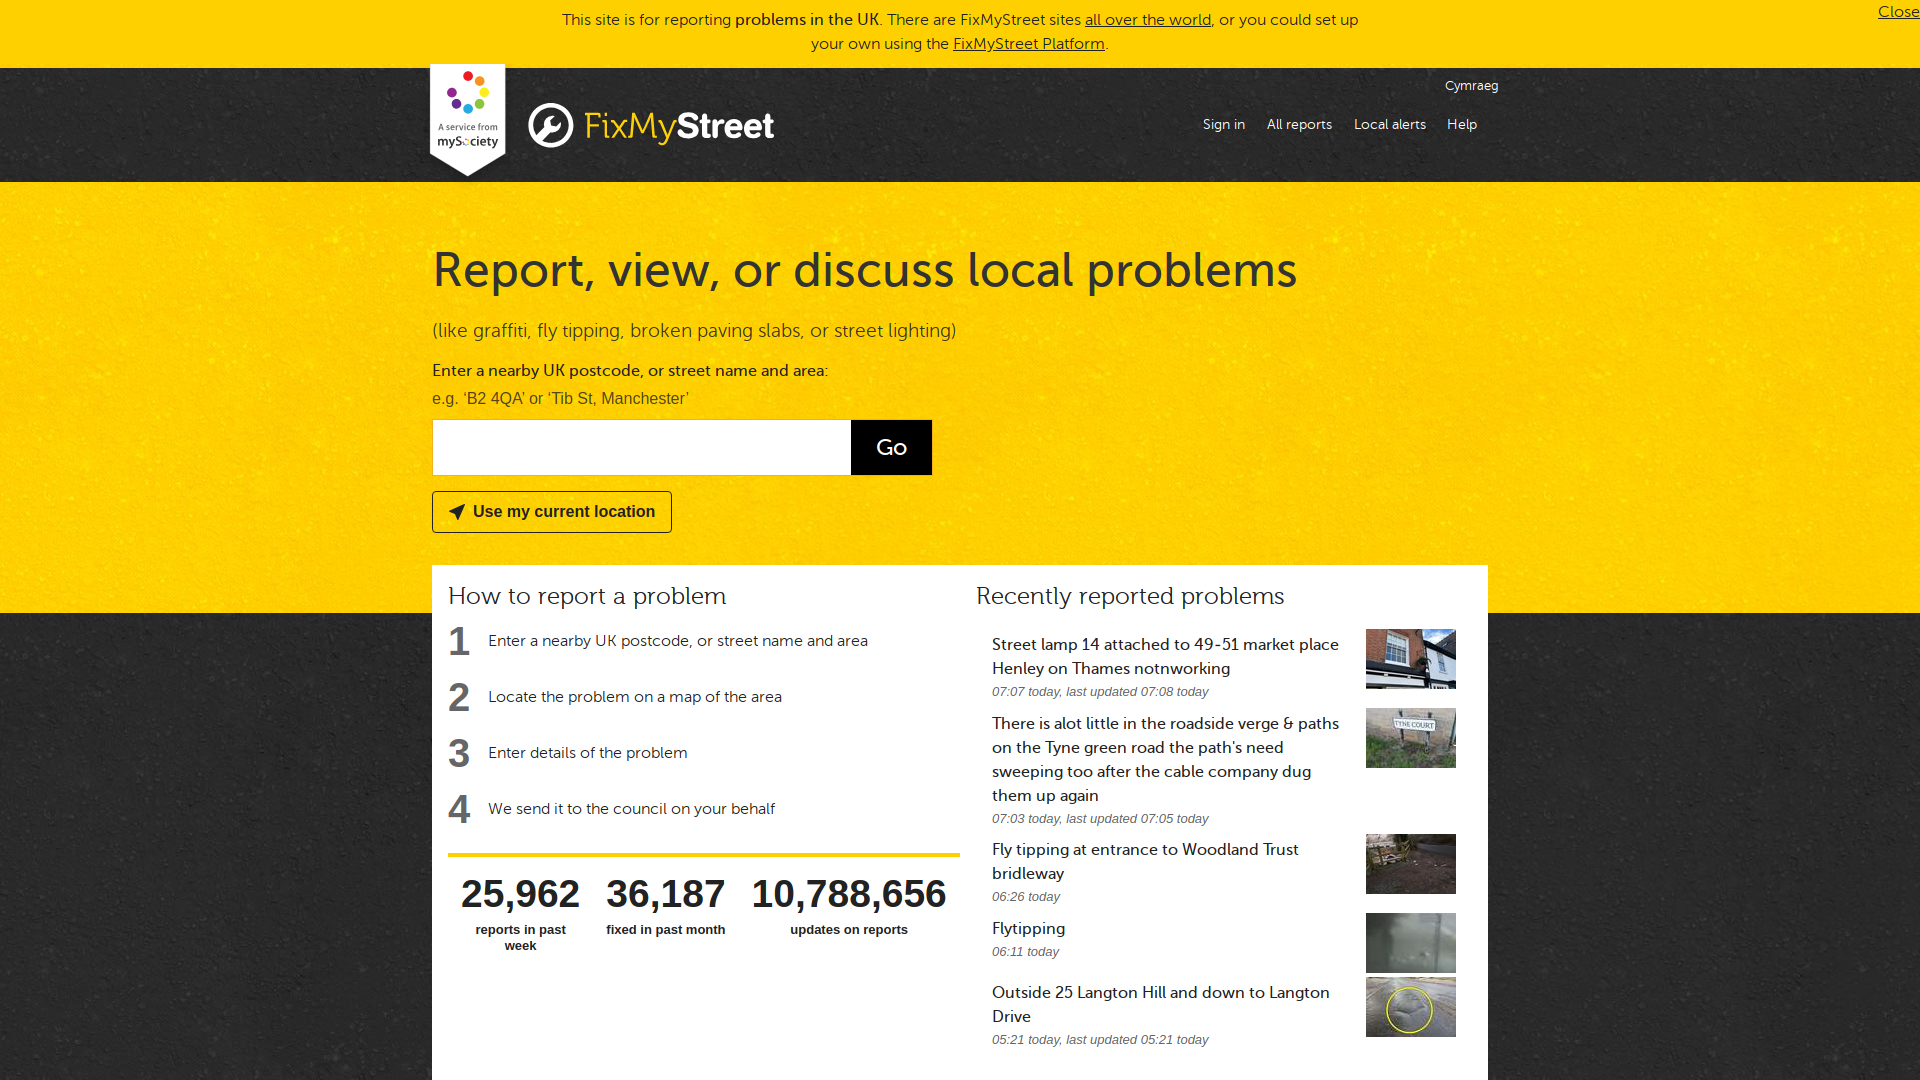 This site is for reporting problems in the UK. There are FixMyStreet sites all over the world, or you could set up
your own using the FixMyStreet Platform.
Close
A service from
mySociety
FixMyStreet
Cymraeg
Sign in
All reports
Local alerts
Help
Report, view, or discuss local problems
(like graffiti, fly tipping, broken paving slabs, or street lighting)
Enter a nearby UK postcode, or street name and area:
e.g. ‘B2 4QA’ or ‘Tib St, Manchester’
Go
Use my current location
How to report a problem
1 Enter a nearby UK postcode, or street name and area
2 Locate the problem on a map of the area
3 Enter details of the problem
4 We send it to the council on your behalf
25,962
reports in past
week
36,187
fixed in past month
10,788,656
updates on reports
Recently reported problems
Street lamp 14 attached to 49-51 market place
Henley on Thames notnworking
07:07 today, last updated 07:08 today
There is alot little in the roadside verge & paths
on the Tyne green road the path's need
sweeping too after the cable company dug
them up again
07:03 today, last updated 07:05 today
TYNE COURT
Fly tipping at entrance to Woodland Trust
bridleway
06:26 today
Flytipping
06:11 today
Outside 25 Langton Hill and down to Langton
Drive
05:21 today, last updated 05:21 today